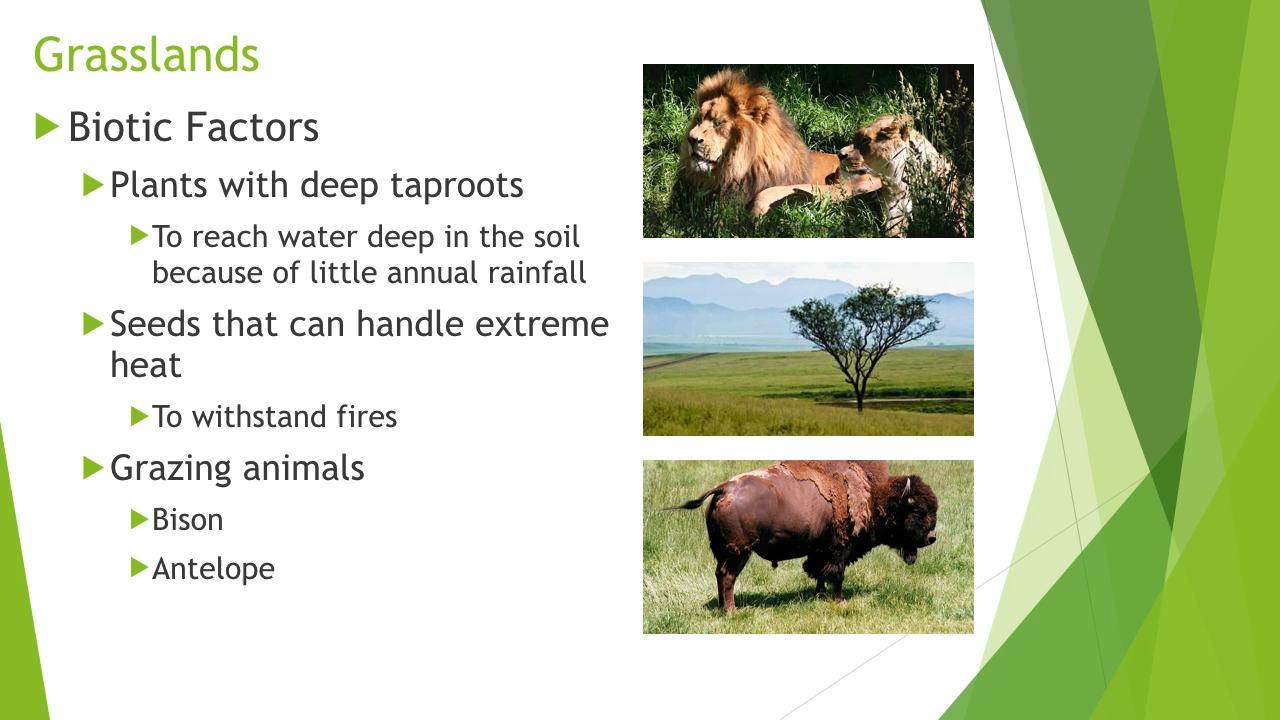 Grasslands
Biotic Factors
Plants with deep taproots
To reach water deep in the soil
because of little annual rainfall
Seeds that can handle extreme
heat
To withstand fires
Grazing animals
Bison
Antelope